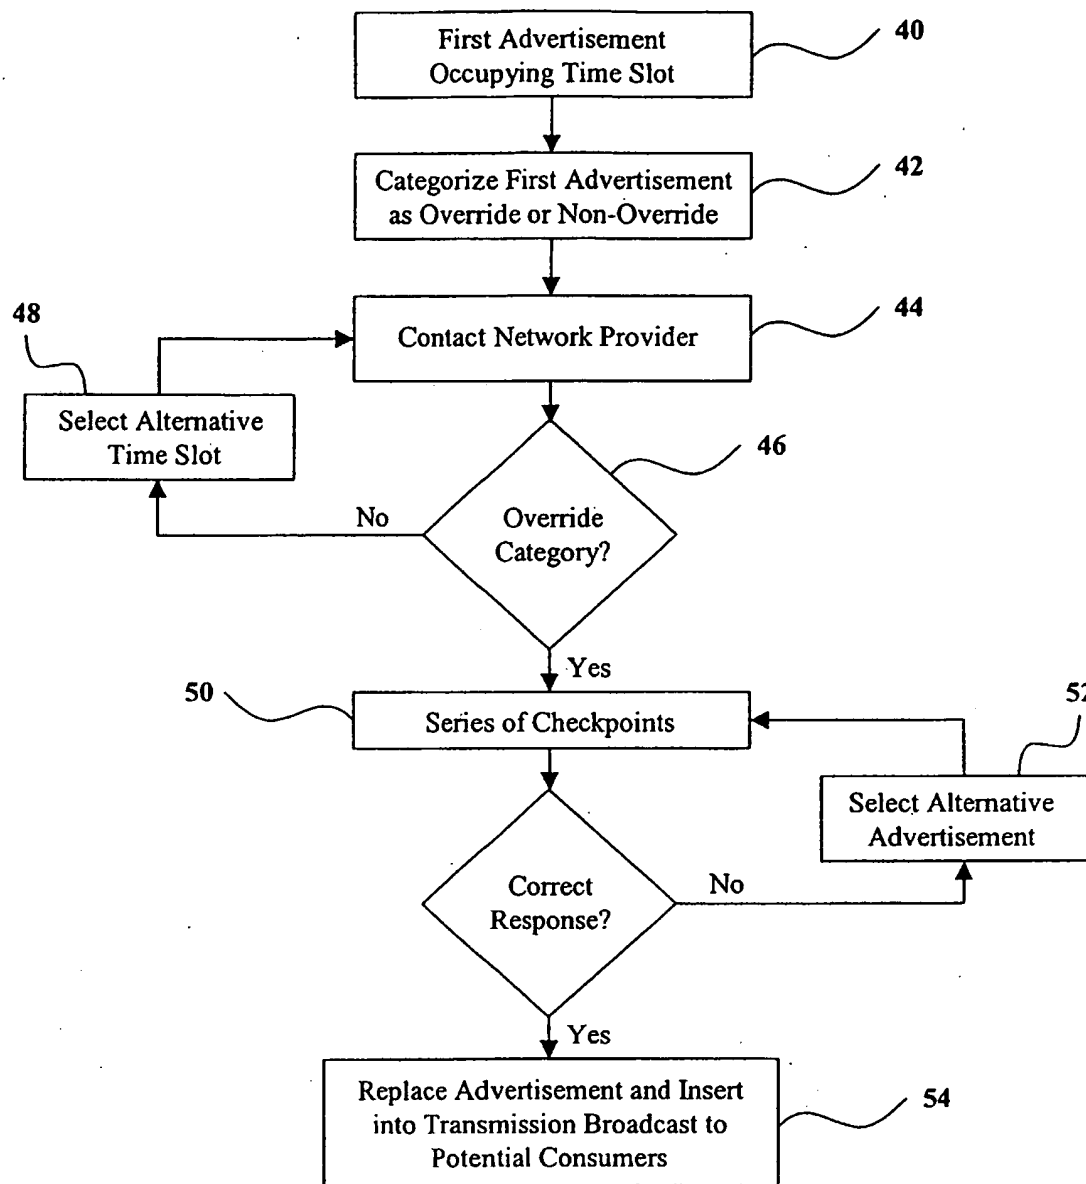 First Advertisement
Occupying Time Slot
40
Categorize First Advertisement
as Override or Non-Override
42
Contact Network Provider
44
48
Select Alternative
Time Slot
46
Override
Category?
No
Yes
50
Series of Checkpoints
52
Select Alternative
Advertisement
Correct
Response?
No
Yes
Replace Advertisement and Insert
into Transmission Broadcast to
Potential Consumers
54